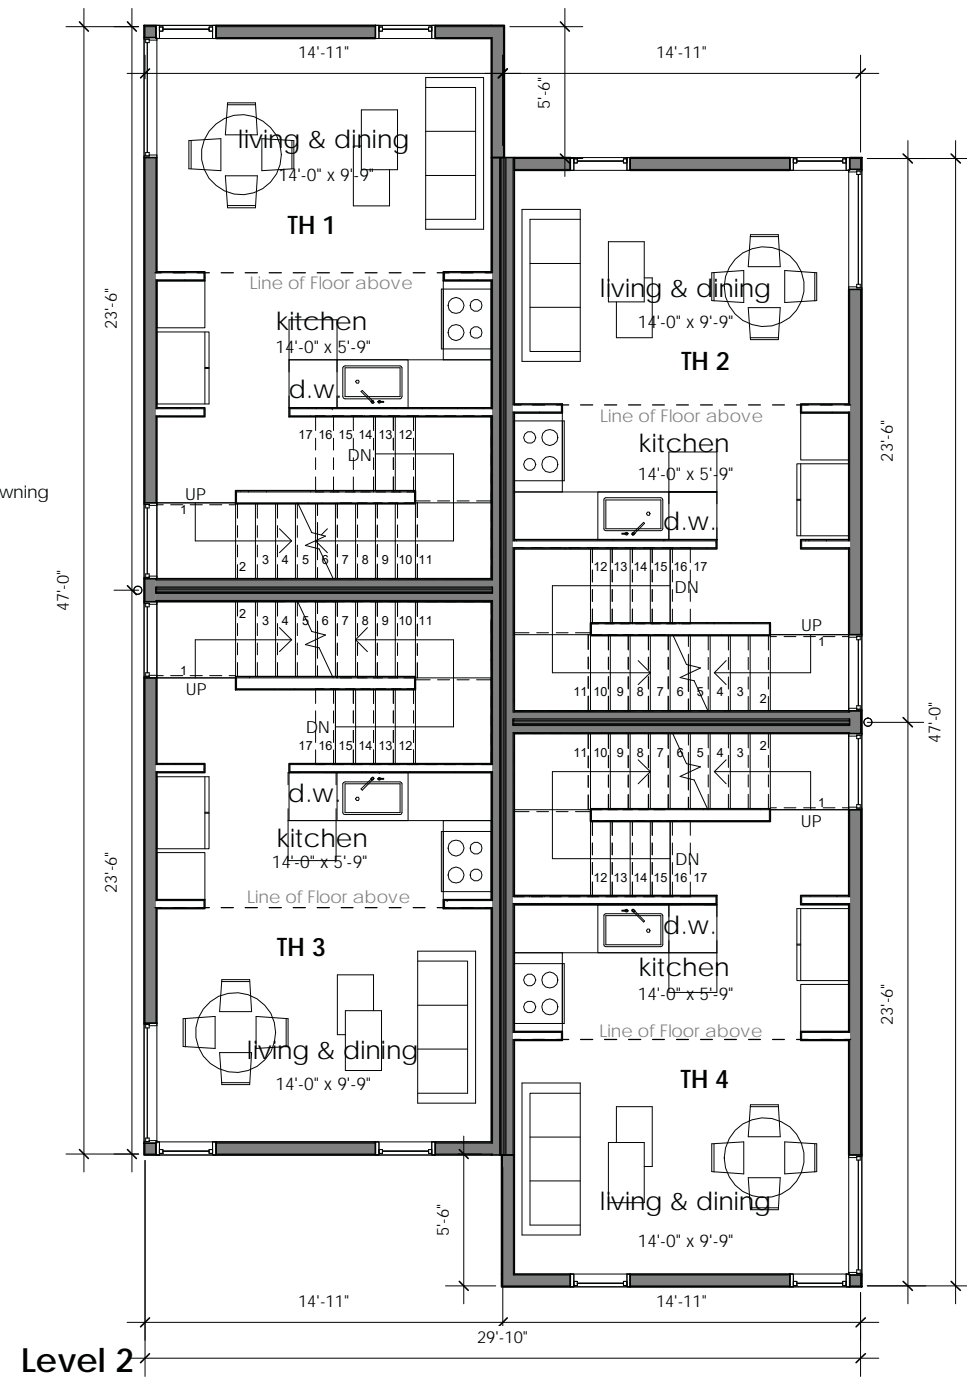 14'-11"
14'-11"
5'-6"
living & dining
14'-0" x 9'-9"
TH 1
Line of Floor above
kitchen
14'-0" x 5'-9"
d.w.
17 16 15 14 13 12
DN
UP
1
2 3 4 5 6 7 8 9 10 11
23'-6"
47'-0"
wning
living & dining
14'-0" x 9'-9"
TH 2
Line of Floor above
kitchen
14'-0" x 5'-9"
d.w.
12 13 14 15 16 17
DN
UP
1
11 10 9 8 7 6 5 4 3 2
23'-6"
47'-0"
2 3 4 5 6 7 8 9 10 11
1
UP
DN
17 16 15 14 13 12
d.w.
kitchen
14'-0" x 5'-9"
Line of Floor above
TH 3
living & dining
14'-0" x 9'-9"
23'-6"
5'-6"
11 10 9 8 7 6 5 4 3 2
1
UP
DN
12 13 14 15 16 17
d.w.
kitchen
14'-0" x 5'-9"
Line of Floor above
TH 4
living & dining
14'-0" x 9'-9"
23'-6"
14'-11"
14'-11"
29'-10"
Level 2